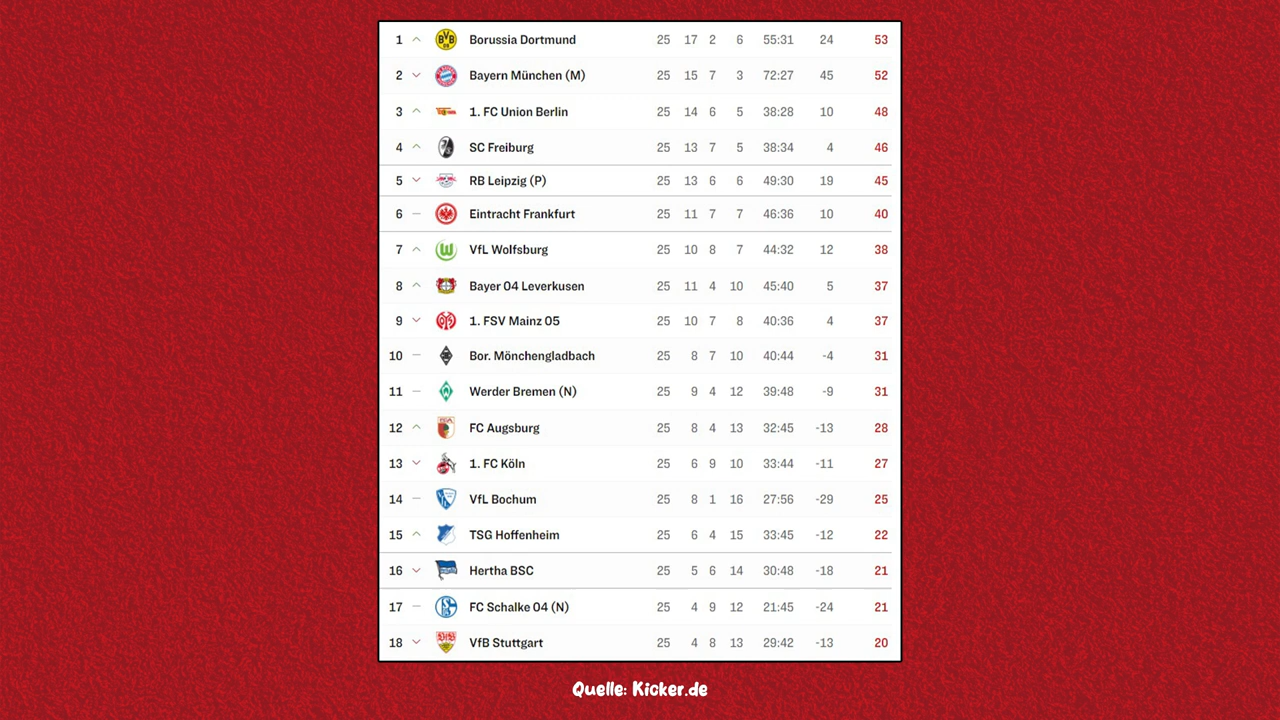 1 Borussia Dortmund 25 17 2 6 55:31 24 53
2 Bayern München (M) 25 15 7 3 72:27 45 52
3 1. FC Union Berlin 25 14 6 5 38:28 10 48
4 SC Freiburg 25 13 7 5 38:34 4 46
5 RB Leipzig (P) 25 13 6 6 49:30 19 45
6 Eintracht Frankfurt 25 11 7 7 46:36 10 40
7 VfL Wolfsburg 25 10 8 7 44:32 12 38
8 Bayer 04 Leverkusen 25 11 4 10 45:40 5 37
9 1. FSV Mainz 05 25 10 7 8 40:36 4 37
10 Bor. Mönchengladbach 25 8 7 10 40:44 -4 31
11 Werder Bremen (N) 25 9 4 12 39:48 -9 31
12 FC Augsburg 25 8 4 13 32:45 -13 28
13 1. FC Köln 25 6 9 10 33:44 -11 27
14 VfL Bochum 25 8 1 16 27:56 -29 25
15 TSG Hoffenheim 25 6 4 15 33:45 -12 22
16 Hertha BSC 25 5 6 14 30:48 -18 21
17 FC Schalke 04 (N) 25 4 9 12 21:45 -24 21
18 VfB Stuttgart 25 4 8 13 29:42 -13 20
Quelle: Kicker.de